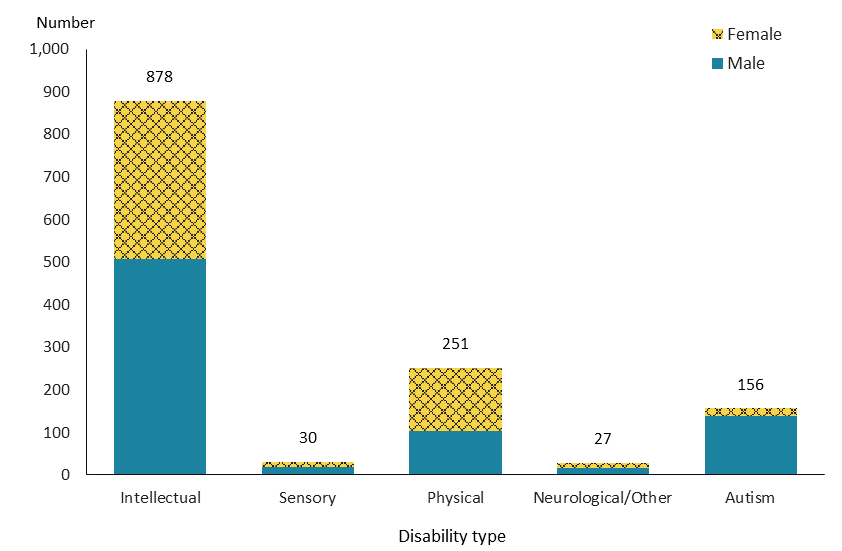 Number
Female
Male
1,000
900
800
700
600
500
400
300
200
100
0
878
30
251
27
156
Intellectual
Sensory
Physical
Neurological/Other
Autism
Disability type